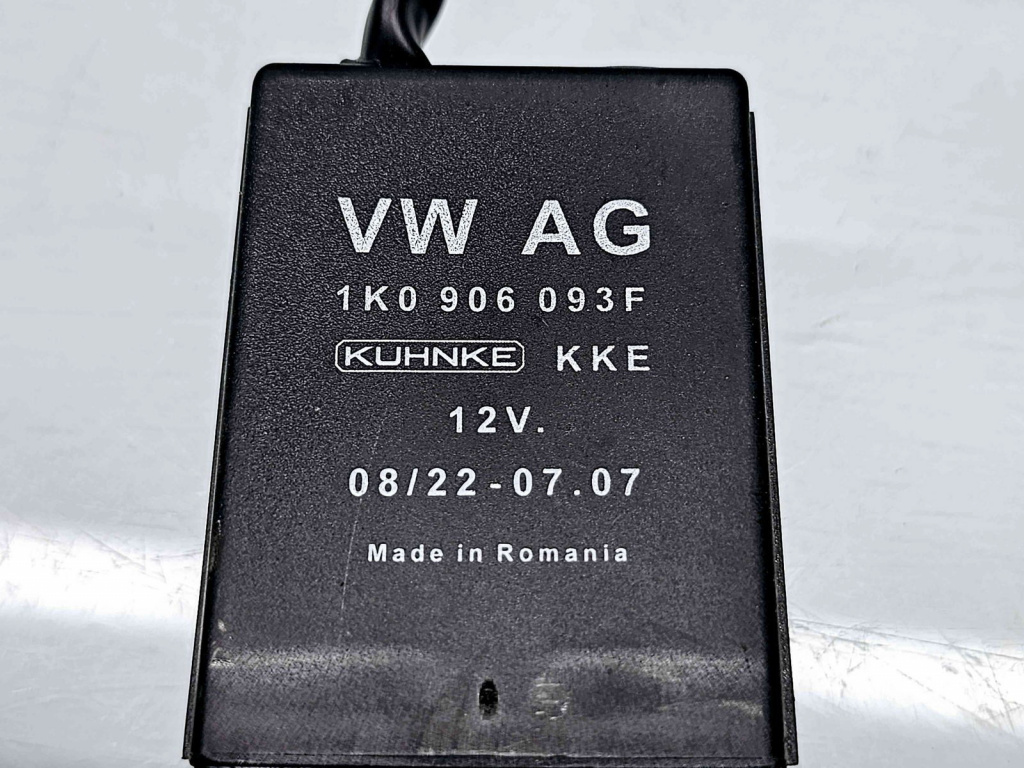 VW AG
1K0 906 093F
KUHNKE KKE
12V.
08/22-07.07
Made in Romania